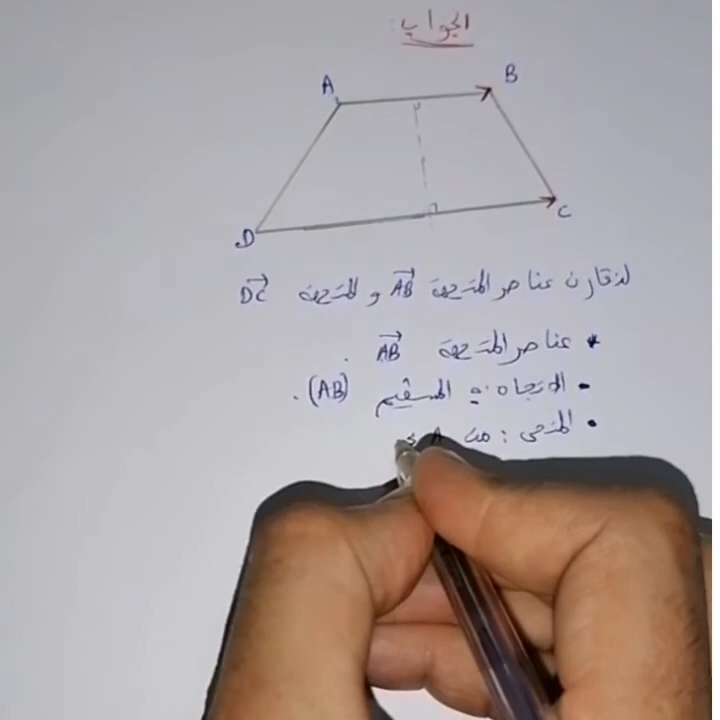 الجواب:
A
B
D
C
لنقارن عناصر المتجهة AB و المتجهة DC
* عناصر المتجهة AB .
• الاتجاه: المستقيم (AB) .
• المنحى: من A